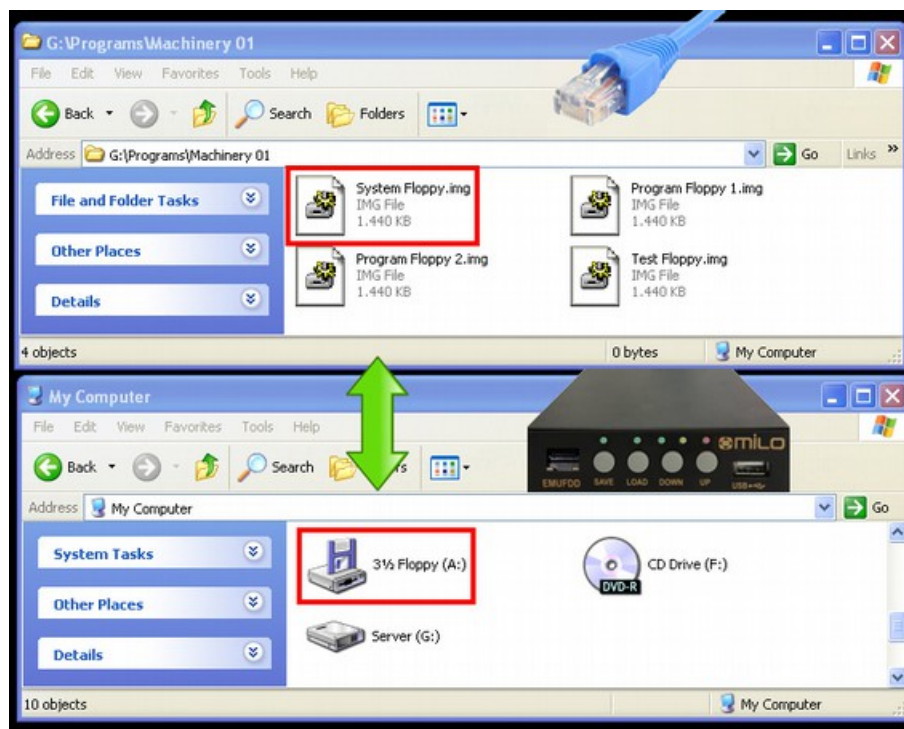 G:\Programs\Machinery 01
File Edit View Favorites Tools Help
Back Search Folders
Address G:\Programs\Machinery 01 Go Links »
File and Folder Tasks
Other Places
Details
System Floppy.img
IMG File
1.440 KB
Program Floppy 1.img
IMG File
1.440 KB
Program Floppy 2.img
IMG File
1.440 KB
Test Floppy.img
IMG File
1.440 KB
4 objects 0 bytes My Computer
My Computer
File Edit View Favorites Tools Help
Back Search rs
milo
EMUFDD SAVE LOAD DOWN UP USB
Address My Computer Go
System Tasks
Other Places
Details
3½ Floppy (A:)
CD Drive (F:)
DVD-R
Server (G:)
10 objects My Computer